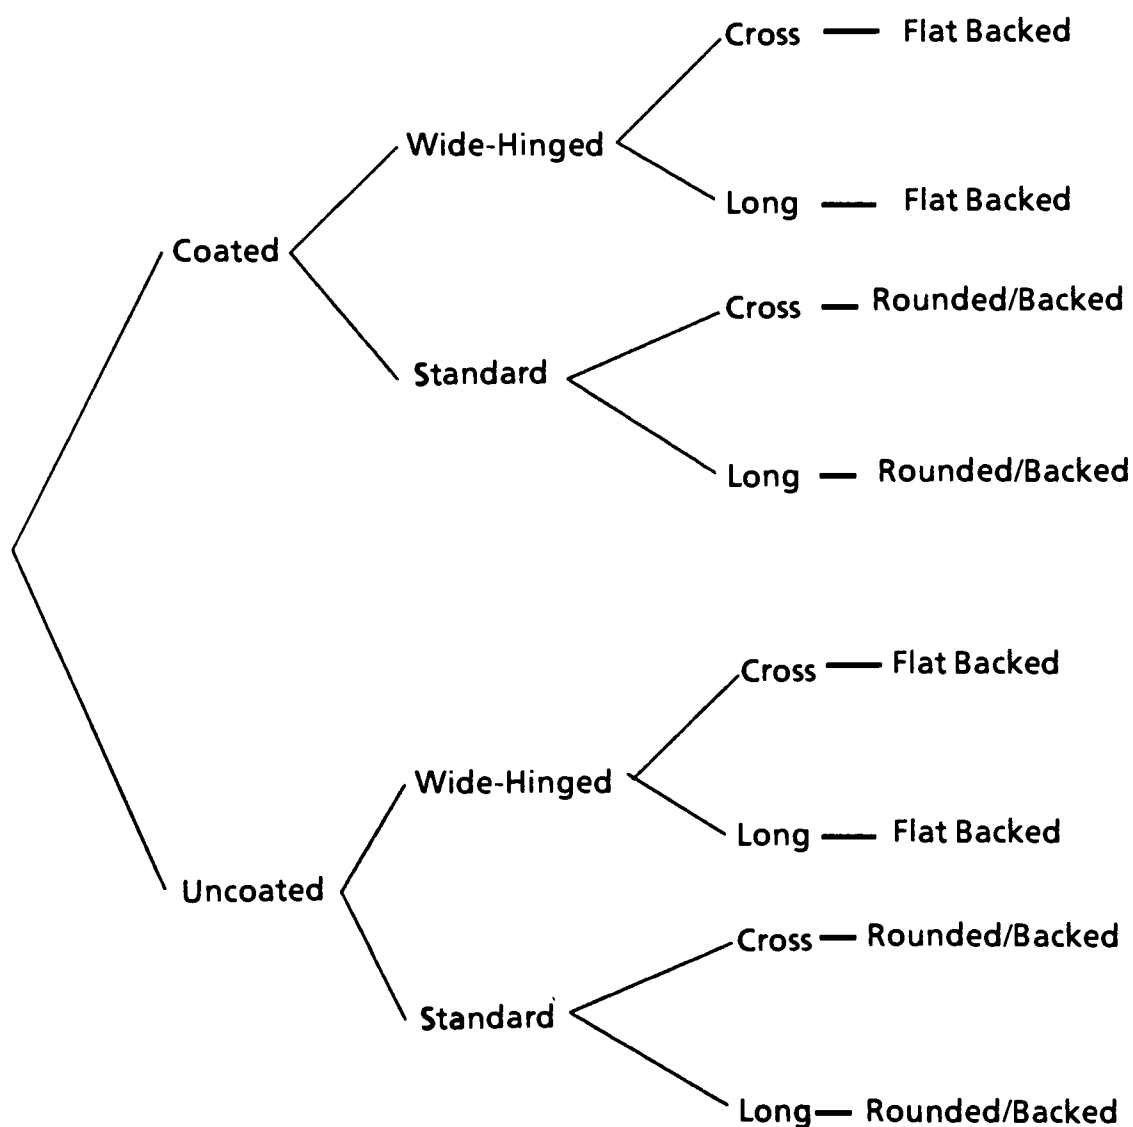 Cross — Flat Backed
Wide-Hinged
Long — Flat Backed
Coated
Cross — Rounded/Backed
Standard
Long — Rounded/Backed
Cross — Flat Backed
Wide-Hinged
Long — Flat Backed
Uncoated
Cross — Rounded/Backed
Standard
Long — Rounded/Backed